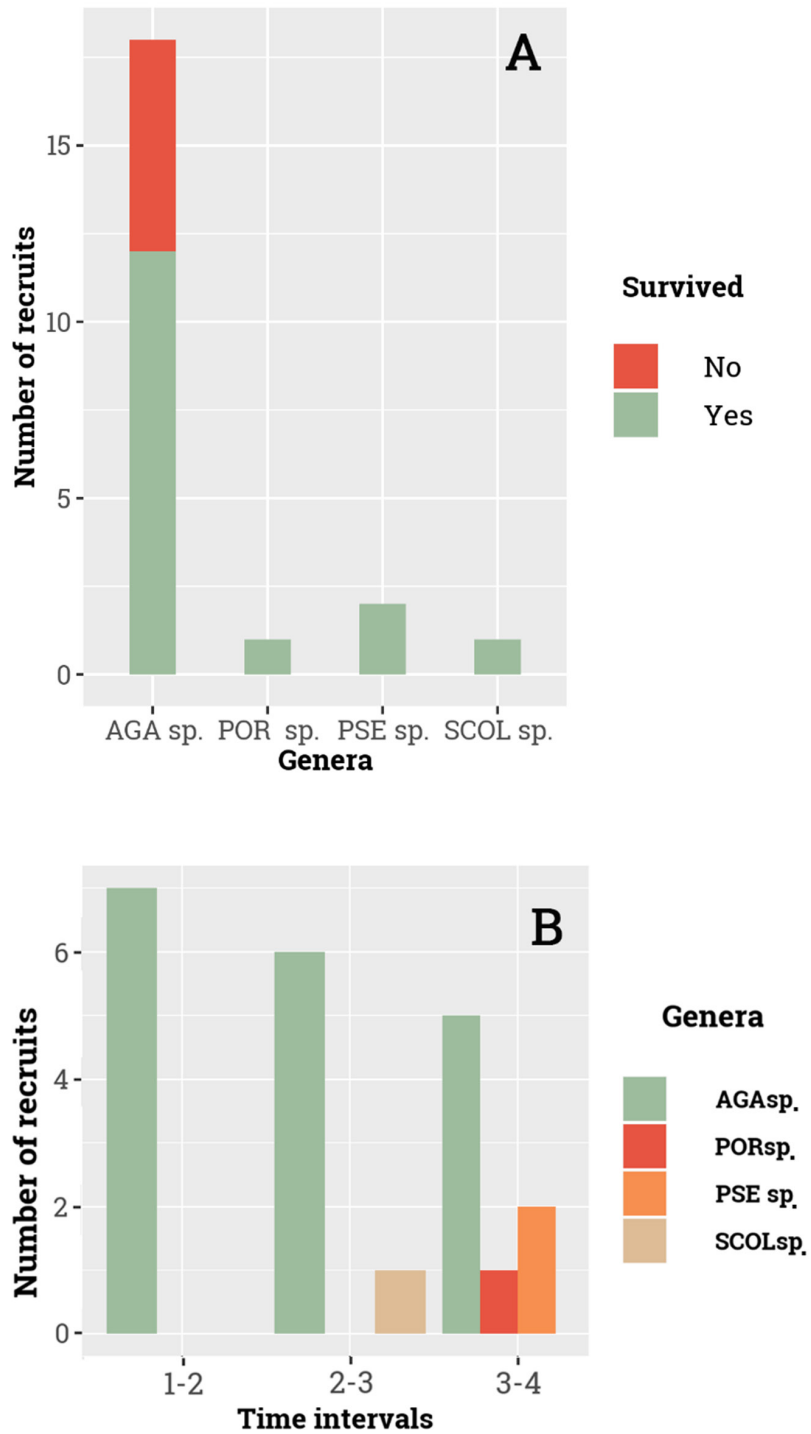 A
Number of recruits
15
10
5
0
AGA sp. POR sp. PSE sp. SCOL sp.
Genera
Survived
No
Yes
B
Number of recruits
6
4
2
0
1-2 2-3 3-4
Time intervals
Genera
AGAsp.
PORsp.
PSE sp.
SCOLsp.